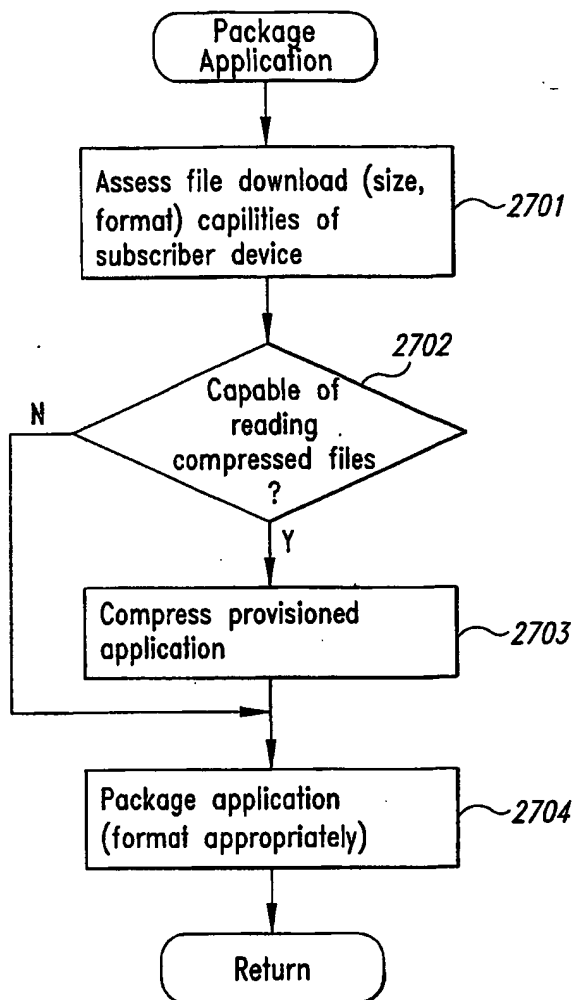 Package
Application
Assess file download (size,
format) capilities of
subscriber device
2701
2702
Capable of
reading
compressed files
?
N
Y
Compress provisioned
application
2703
Package application
(format appropriately)
2704
Return